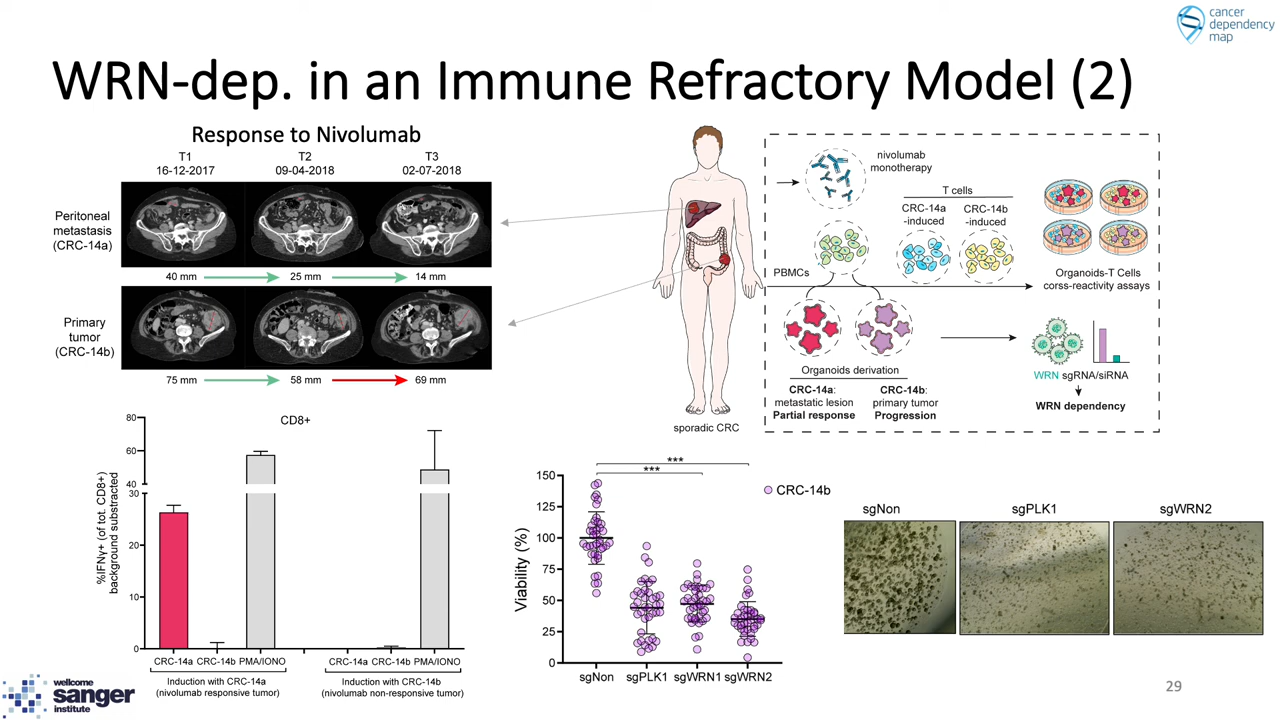 cancer
dependency
map
WRN-dep. in an Immune Refractory Model (2)
Response to Nivolumab
T1
16-12-2017
T2
09-04-2018
T3
02-07-2018
Peritoneal
metastasis
(CRC-14a)
40 mm
25 mm
14 mm
Primary
tumor
(CRC-14b)
75 mm
58 mm
69 mm
sporadic CRC
nivolumab
monotherapy
T cells
CRC-14a
-induced
CRC-14b
-induced
PBMCs
Organoids-T Cells
corss-reactivity assays
Organoids derivation
CRC-14a:
metastatic lesion
Partial response
CRC-14b:
primary tumor
Progression
WRN sgRNA/siRNA
WRN dependency
CD8+
%IFNγ+ (of tot. CD8+)
background substracted
80
60
40
30
20
10
0
CRC-14a CRC-14b PMA/IONO
CRC-14a CRC-14b PMA/IONO
Induction with CRC-14a
(nivolumab responsive tumor)
Induction with CRC-14b
(nivolumab non-responsive tumor)
Viability (%)
150
125
100
75
50
25
0
***
***
CRC-14b
sgNon
sgPLK1
sgWRN1
sgWRN2
sgNon
sgPLK1
sgWRN2
wellcome
sanger
institute
29